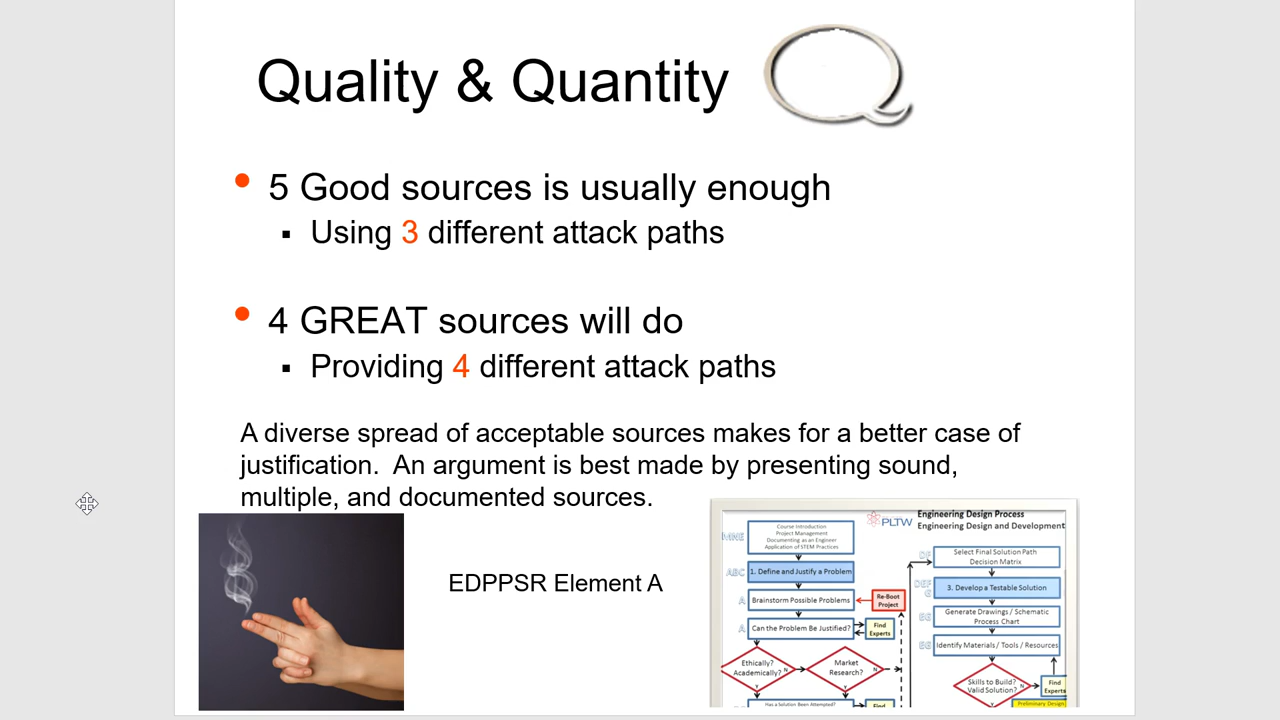 Quality & Quantity
5 Good sources is usually enough
Using 3 different attack paths
4 GREAT sources will do
Providing 4 different attack paths
A diverse spread of acceptable sources makes for a better case of
justification.  An argument is best made by presenting sound,
multiple, and documented sources.
EDPPSR Element A
PLTW
Engineering Design Process
Engineering Design and Development
Course Introduction
Project Management
Documenting as an Engineer
Application of STEM Practices
ABC
1. Define and Justify a Problem
A
Brainstorm Possible Problems
Re-Boot
Project
A
Can the Problem Be Justified?
Find
Experts
Ethically?
Academically?
N
Market
Research?
N
Y
Y
Has a Solution Been Attempted?
Find
Select Final Solution Path
Decision Matrix
3. Develop a Testable Solution
Generate Drawings / Schematic
Process Chart
Identify Materials / Tools / Resources
Skills to Build?
Valid Solution?
N
Find
Experts
Y
Preliminary Design